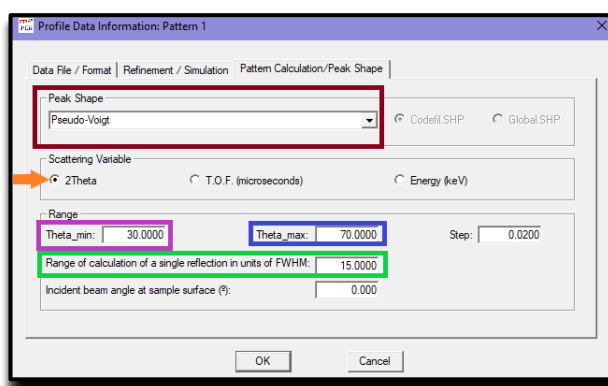 Profile Data Information: Pattern 1
Data File / Format Refinement / Simulation Pattern Calculation/Peak Shape
Peak Shape
Pseudo-Voigt Codefil.SHP Global.SHP
Scattering Variable
2Theta T.O.F. (microseconds) Energy (keV)
Range
Theta_min: 30.0000 Theta_max: 70.0000 Step: 0.0200
Range of calculation of a single reflection in units of FWHM: 15.0000
Incident beam angle at sample surface (º): 0.000
OK Cancel